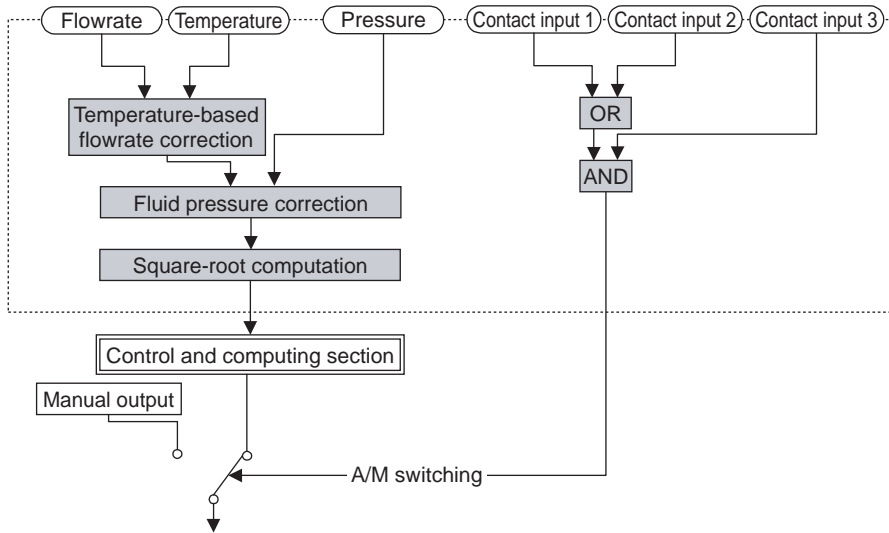 Flowrate
Temperature
Pressure
Contact input 1
Contact input 2
Contact input 3
Temperature-based
flowrate correction
OR
AND
Fluid pressure correction
Square-root computation
Control and computing section
Manual output
A/M switching